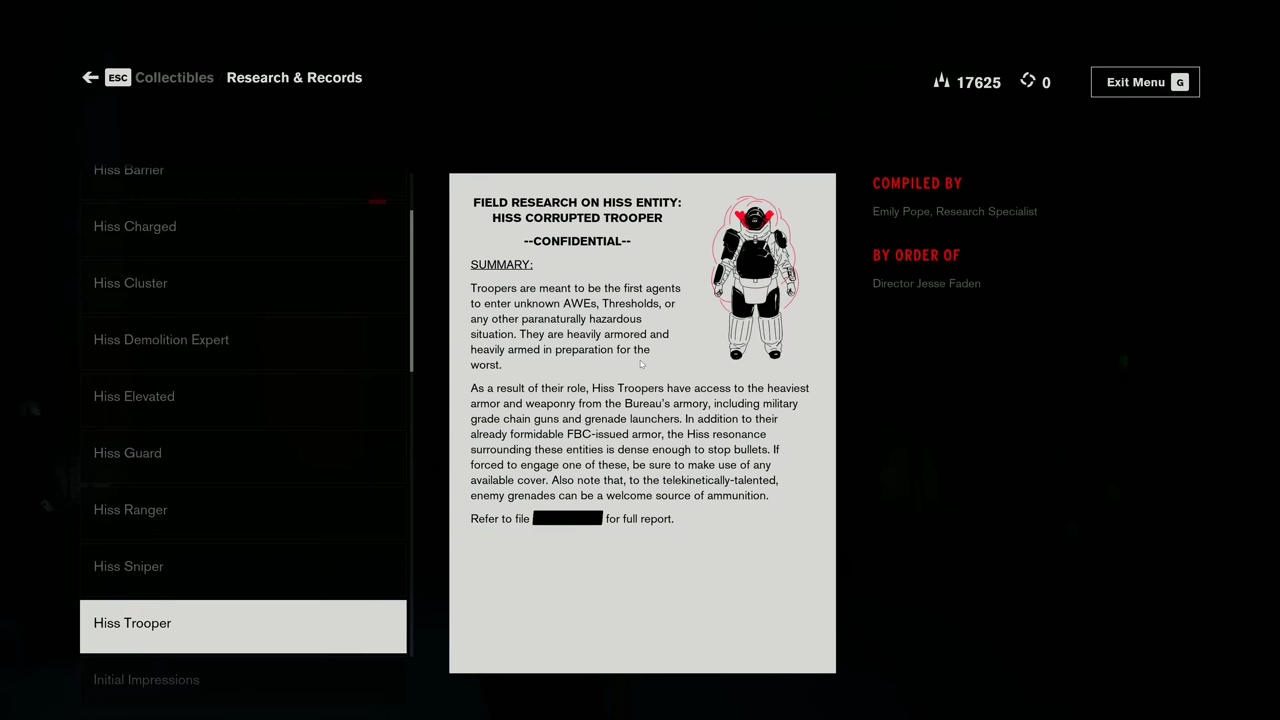 ESC Collectibles / Research & Records
17625
0
Exit Menu G
Hiss Barrier
Hiss Charged
Hiss Cluster
Hiss Demolition Expert
Hiss Elevated
Hiss Guard
Hiss Ranger
Hiss Sniper
Hiss Trooper
Initial Impressions
FIELD RESEARCH ON HISS ENTITY:
HISS CORRUPTED TROOPER
--CONFIDENTIAL--
SUMMARY:
Troopers are meant to be the first agents
to enter unknown AWEs, Thresholds, or
any other paranaturally hazardous
situation. They are heavily armored and
heavily armed in preparation for the
worst.
As a result of their role, Hiss Troopers have access to the heaviest
armor and weaponry from the Bureau's armory, including military
grade chain guns and grenade launchers. In addition to their
already formidable FBC-issued armor, the Hiss resonance
surrounding these entities is dense enough to stop bullets. If
forced to engage one of these, be sure to make use of any
available cover. Also note that, to the telekinetically-talented,
enemy grenades can be a welcome source of ammunition.
Refer to file for full report.
COMPILED BY
Emily Pope, Research Specialist
BY ORDER OF
Director Jesse Faden